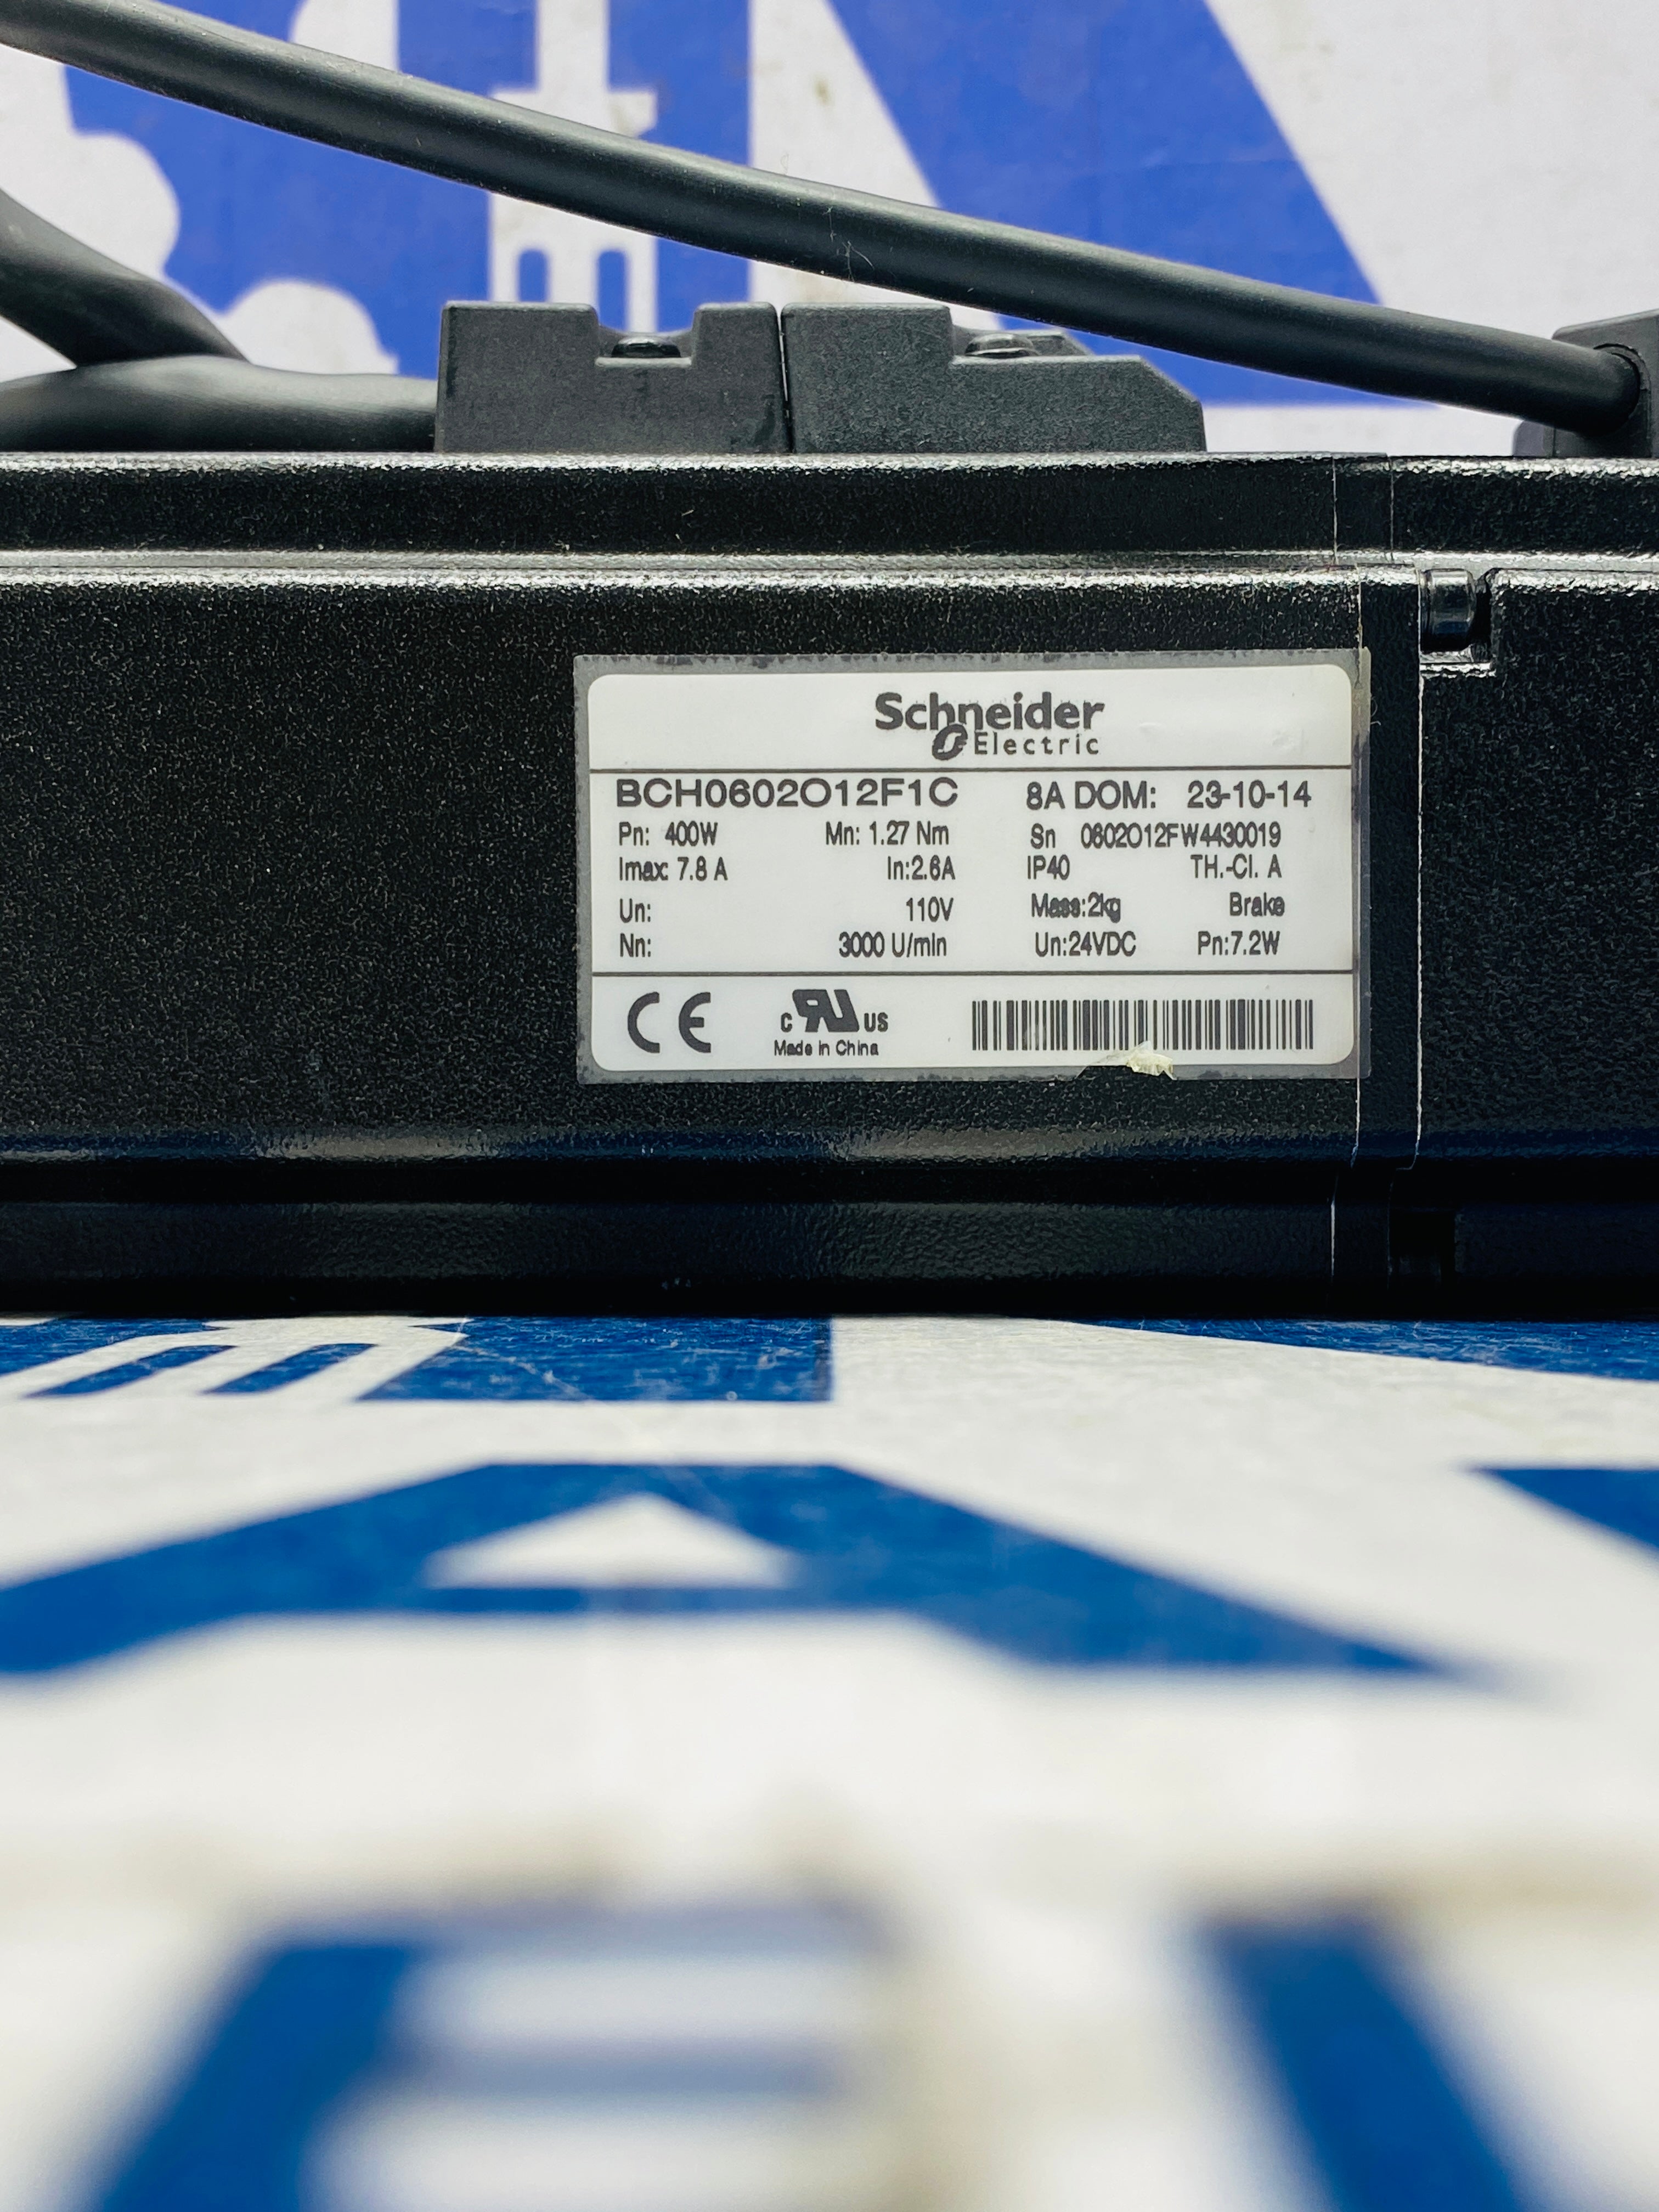 Schneider
Electric
BCH0602O12F1C 8A DOM: 23-10-14
Pn: 400W Mn: 1.27 Nm Sn 0602O12FW4430019
Imax: 7.8 A In:2.6A IP40 TH.-Cl. A
Un: 110V Mass:2kg Brake
Nn: 3000 U/min Un:24VDC Pn:7.2W
CE c RU US
Made in China